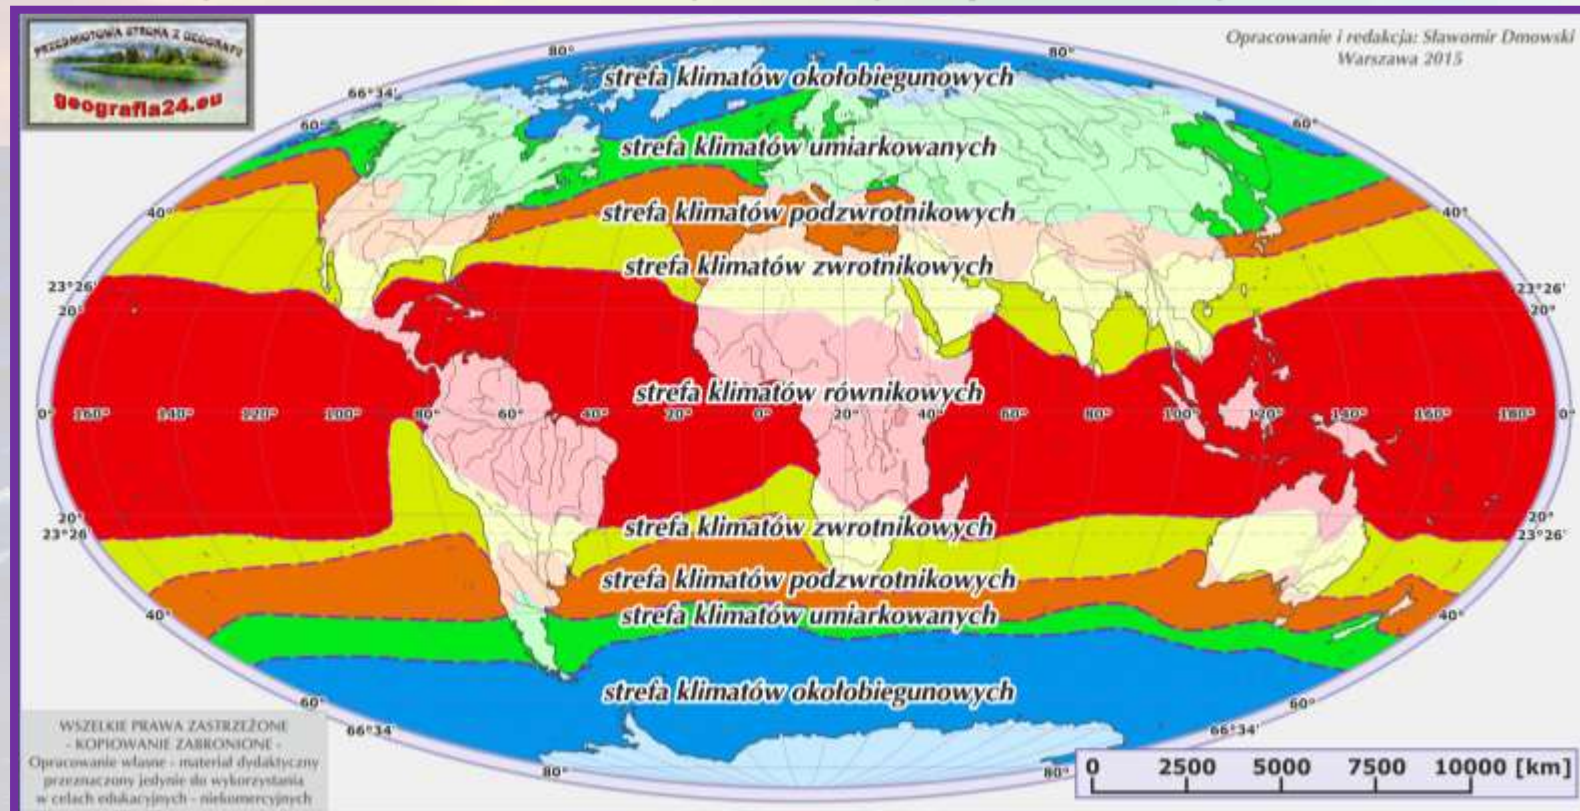 PRZEDMIOTOWA STRONA Z GEOGRAFII
geografia24.eu
Opracowanie i redakcja: Sławomir Dmowski
Warszawa 2015
80° 80°
strefa klimatów okołobiegunowych
66°34'
60° 60°
strefa klimatów umiarkowanych
40° 40°
strefa klimatów podzwrotnikowych
strefa klimatów zwrotnikowych
23°26' 23°26'
20° 20°
strefa klimatów równikowych
0° 160° 140° 120° 100° 80° 60° 40° 20° 0° 20° 40° 60° 80° 100° 120° 140° 160° 180° 0°
20° 20°
strefa klimatów zwrotnikowych
23°26' 23°26'
strefa klimatów podzwrotnikowych
40° 40°
strefa klimatów umiarkowanych
strefa klimatów okołobiegunowych
60° 60°
66°34' 66°34'
80° 80°
WSZELKIE PRAWA ZASTRZEŻONE
- KOPIOWANIE ZABRONIONE -
Opracowanie własne - materiał dydaktyczny
przeznaczony jedynie do wykorzystania
w celach edukacyjnych - niekomercyjnych
0 2500 5000 7500 10000 [km]